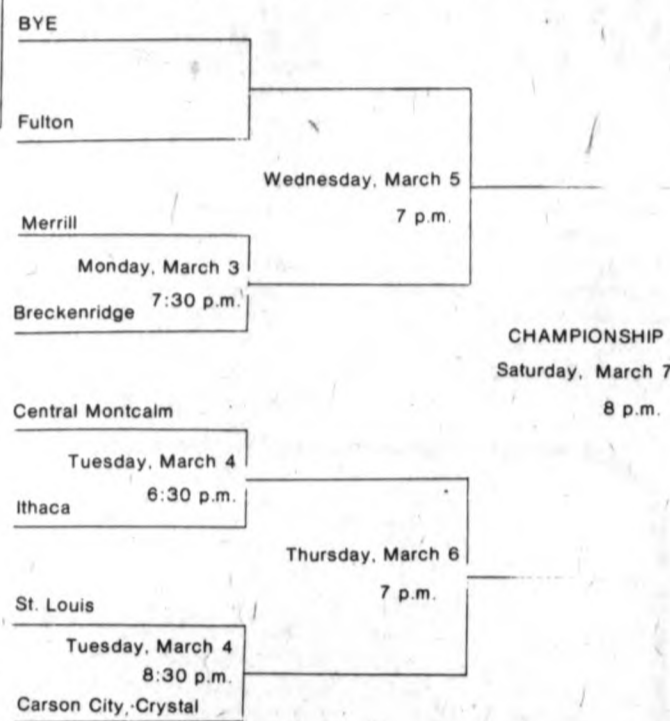 BYE
Fulton
Wednesday, March 5
7 p.m.
Merrill
Monday, March 3
7:30 p.m.
Breckenridge
CHAMPIONSHIP
Saturday, March 7
8 p.m.
Central Montcalm
Tuesday, March 4
6:30 p.m.
Ithaca
Thursday, March 6
7 p.m.
St. Louis
Tuesday, March 4
8:30 p.m.
Carson City, Crystal